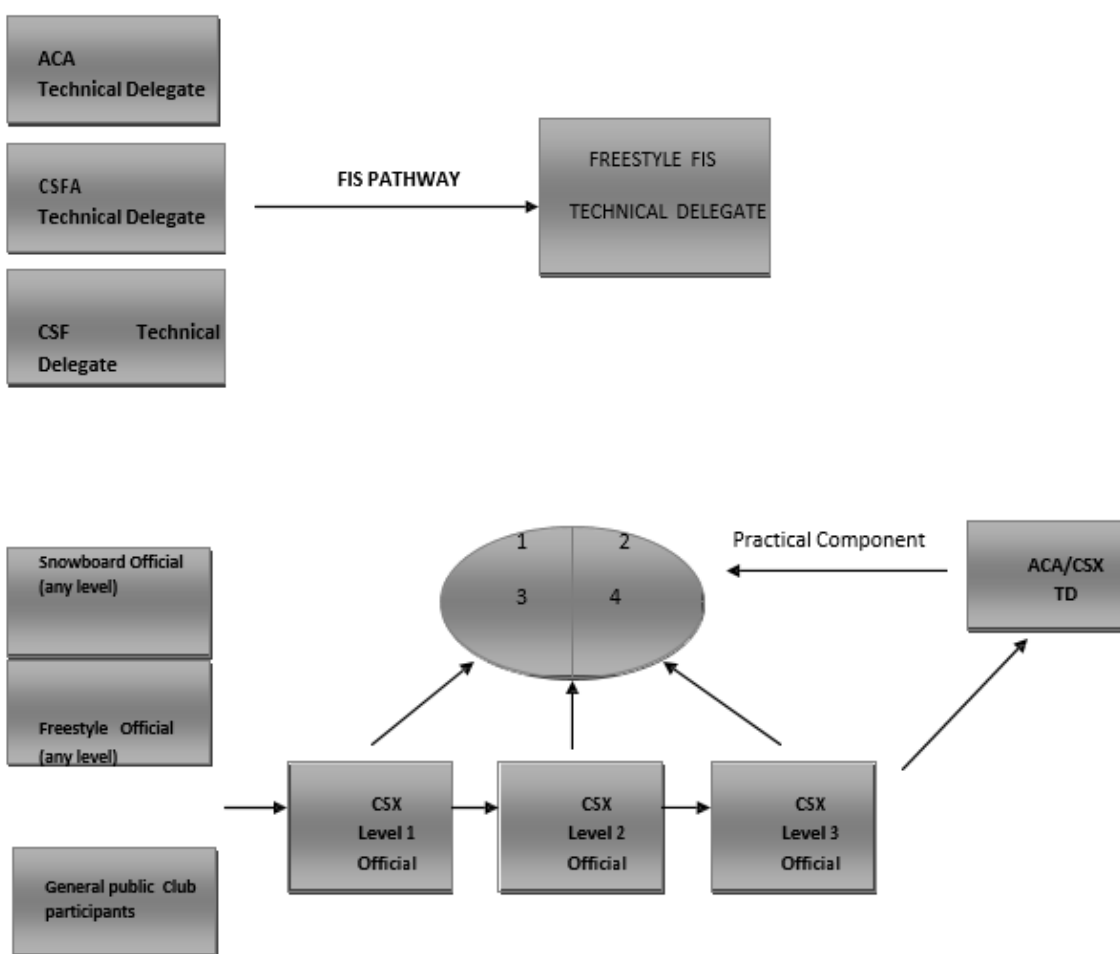 ACA
Technical Delegate
CSFA
Technical Delegate
FIS PATHWAY
FREESTYLE FIS
TECHNICAL DELEGATE
CSF Technical
Delegate
1 2
3 4
Practical Component
ACA/CSX
TD
Snowboard Official
(any level)
Freestyle Official
(any level)
CSX
Level 1
Official
CSX
Level 2
Official
CSX
Level 3
Official
General public Club
participants